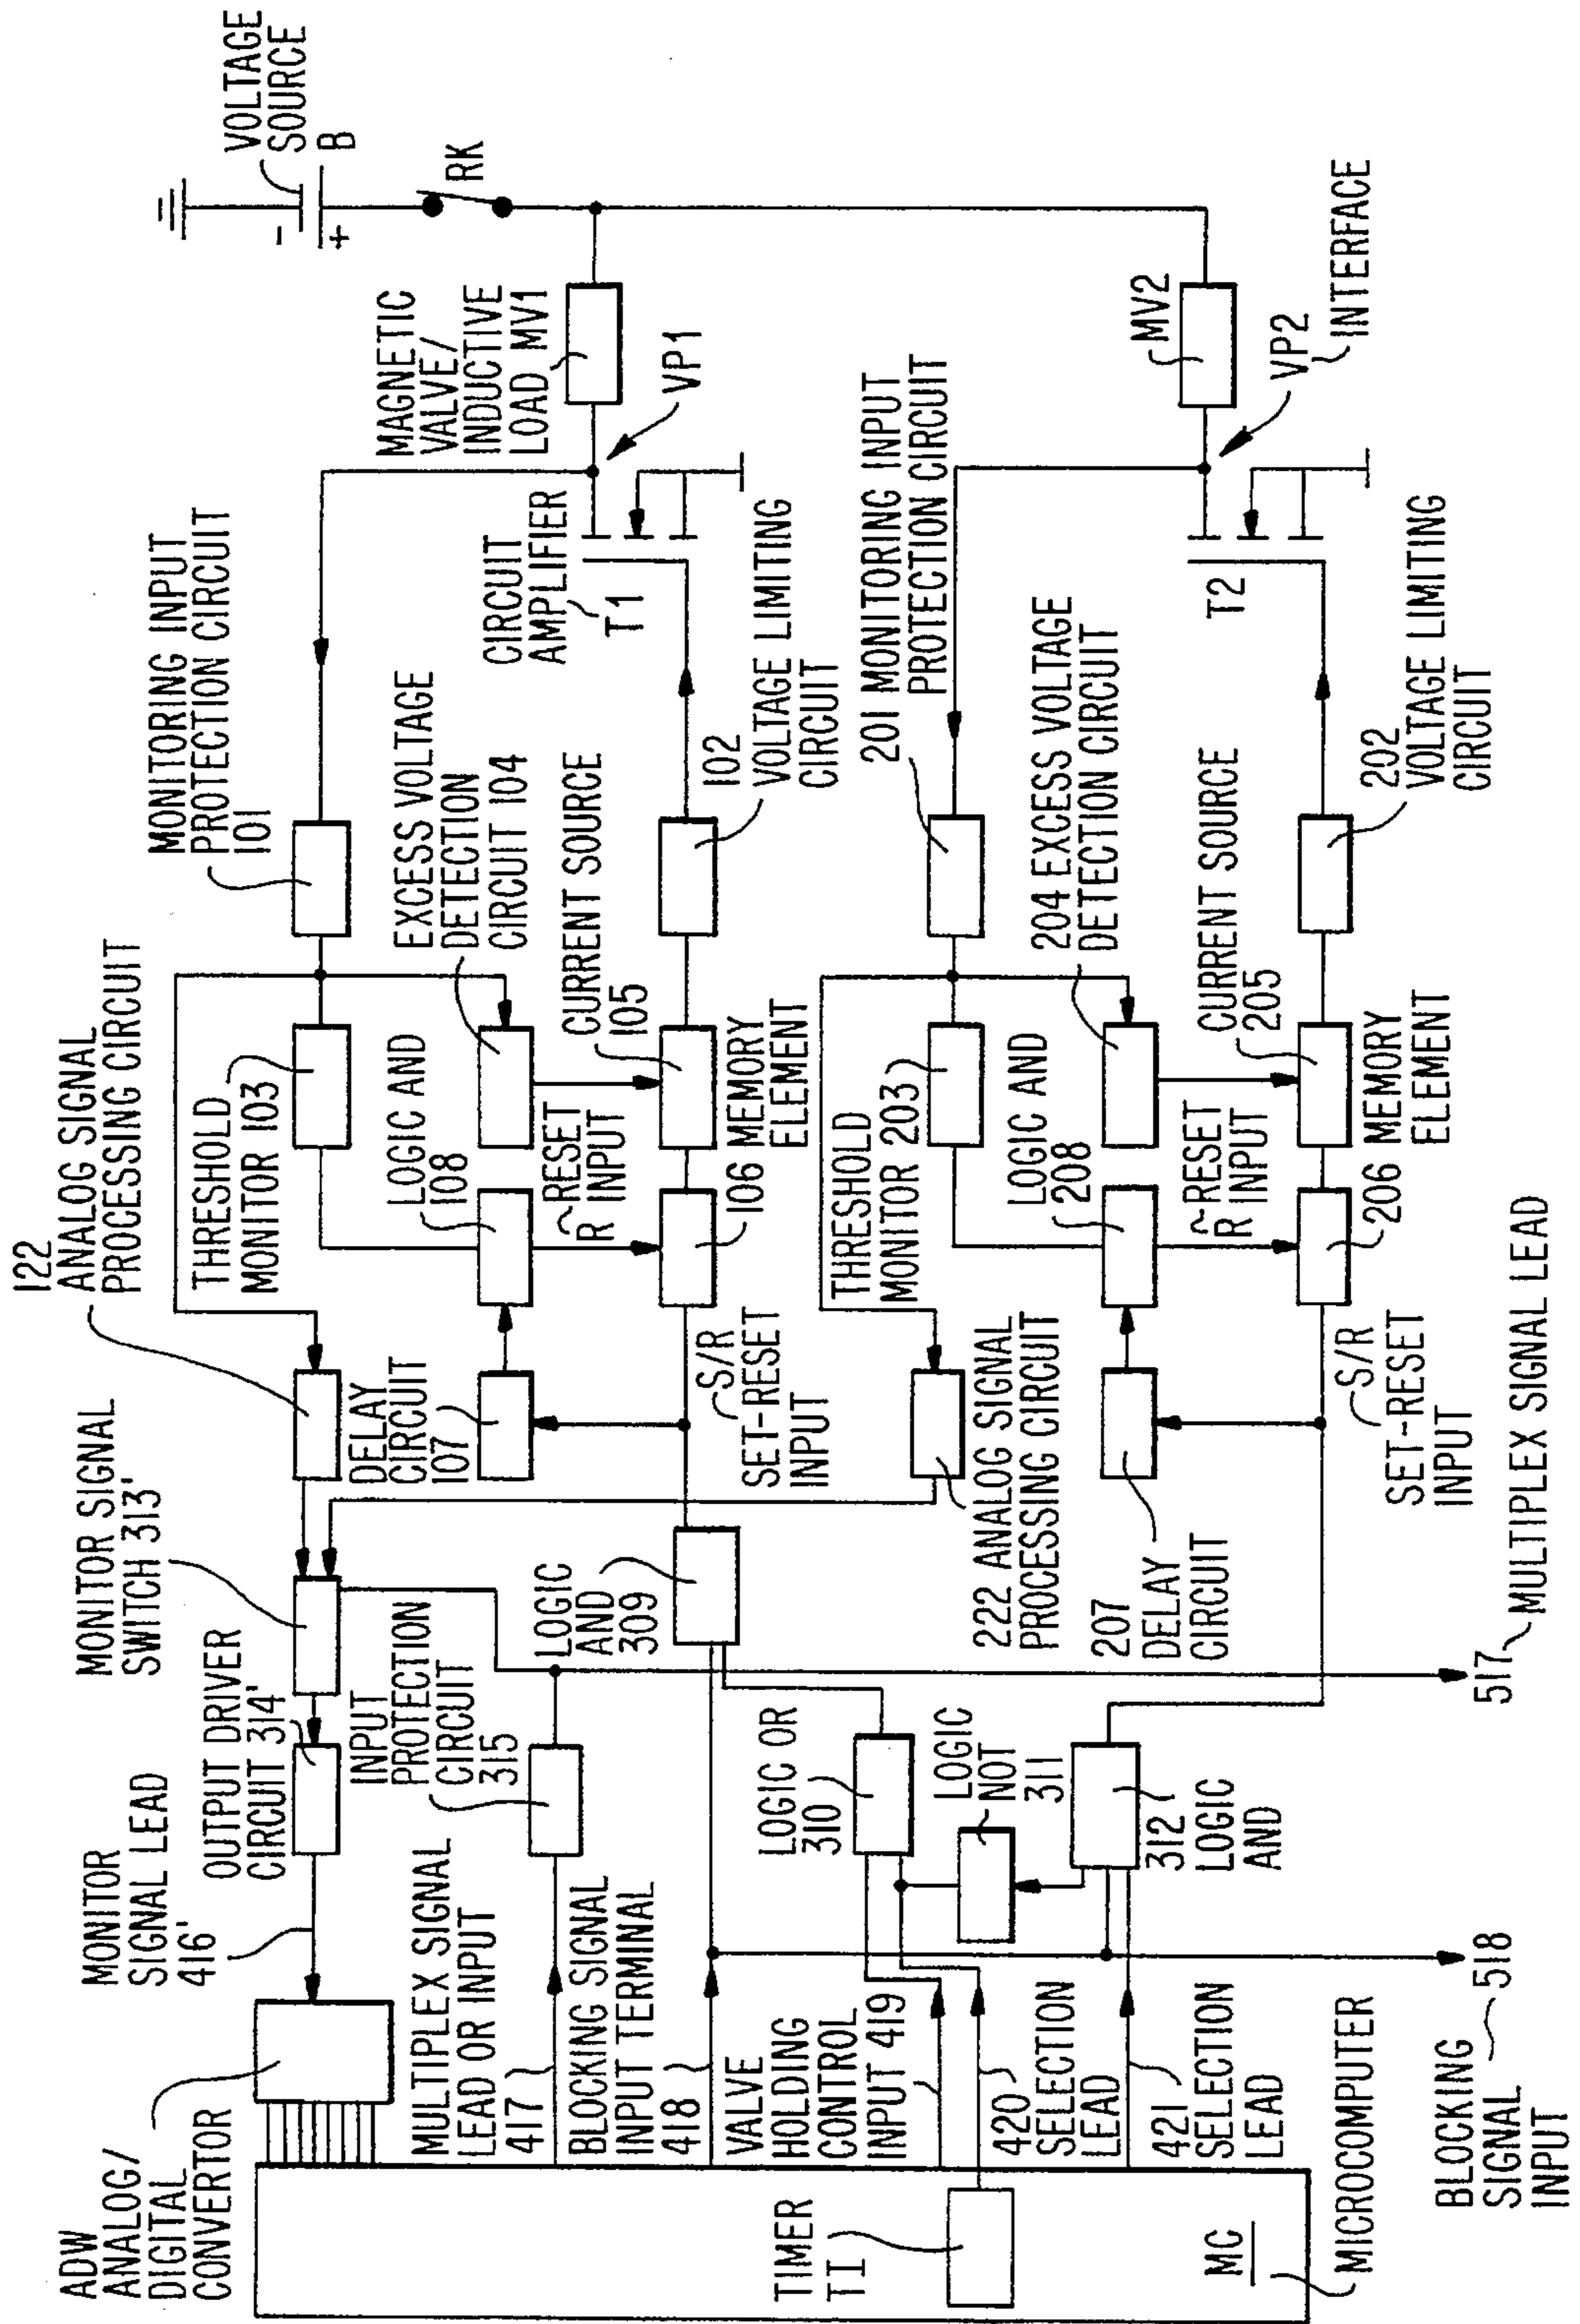 ADW
ANALOG/
DIGITAL
CONVERTOR
MONITOR
SIGNAL LEAD
416'
OUTPUT DRIVER
CIRCUIT 314'
MONITOR SIGNAL
SWITCH 313'
122
ANALOG SIGNAL
PROCESSING CIRCUIT
THRESHOLD
MONITOR 103
MONITORING INPUT
PROTECTION CIRCUIT
101
VOLTAGE
SOURCE
B
-
+
RK
MAGNETIC
VALVE/
INDUCTIVE
LOAD MV1
VP1
CIRCUIT
AMPLIFIER
T1
EXCESS VOLTAGE
DETECTION
CIRCUIT 104
LOGIC AND
108
DELAY
CIRCUIT
107
INPUT
PROTECTION
CIRCUIT
315
MULTIPLEX SIGNAL
LEAD OR INPUT
417
BLOCKING SIGNAL
INPUT TERMINAL
418
LOGIC
AND
309
R
RESET
INPUT
CURRENT SOURCE
105
102
VOLTAGE LIMITING
CIRCUIT
106 MEMORY
ELEMENT
S/R
SET-RESET
INPUT
VALVE
HOLDING
CONTROL
INPUT 419
TIMER
TI
420
SELECTION
LEAD
421
SELECTION
LEAD
LOGIC OR
310
LOGIC
NOT
311
312
LOGIC
AND
THRESHOLD
MONITOR 203
201 MONITORING INPUT
PROTECTION CIRCUIT
MV2
VP2
INTERFACE
T2
204 EXCESS VOLTAGE
DETECTION CIRCUIT
LOGIC AND
208
222 ANALOG SIGNAL
PROCESSING CIRCUIT
207
DELAY
CIRCUIT
R
RESET
INPUT
CURRENT SOURCE
205
202
VOLTAGE LIMITING
CIRCUIT
206 MEMORY
ELEMENT
S/R
SET-RESET
INPUT
MC
MICROCOMPUTER
517
MULTIPLEX SIGNAL LEAD
BLOCKING
SIGNAL
INPUT
518